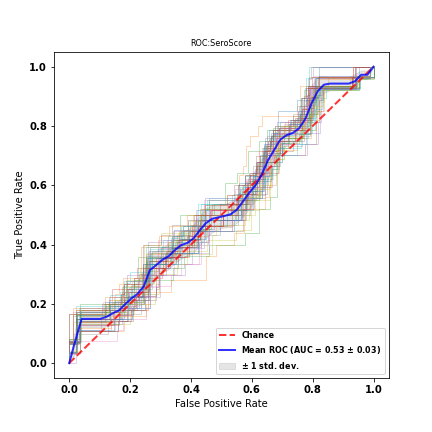 ROC:SeroScore
True Positive Rate
1.0
0.8
0.6
0.4
0.2
0.0
Chance
Mean ROC (AUC = 0.53 ± 0.03)
± 1 std. dev.
0.0 0.2 0.4 0.6 0.8 1.0
False Positive Rate